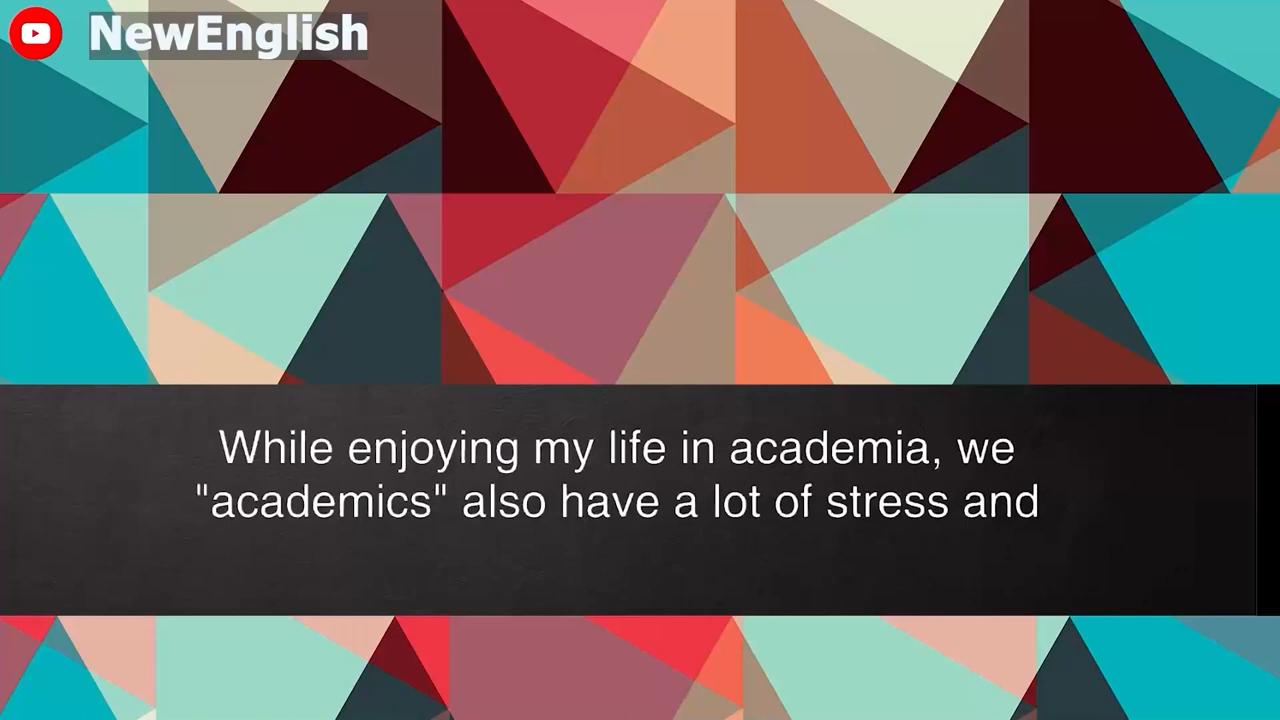 NewEnglish
While enjoying my life in academia, we
"academics" also have a lot of stress and